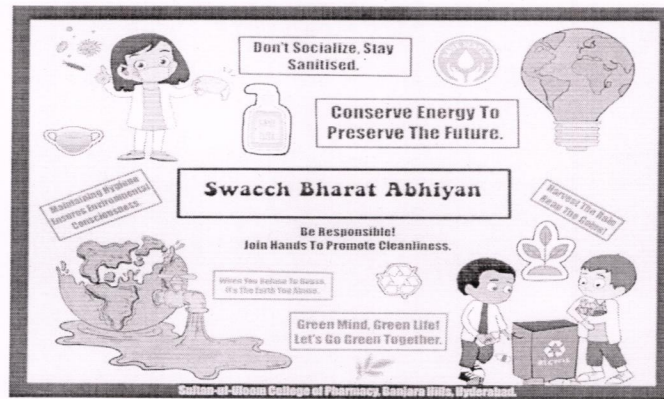 Don't Socialize, Stay
Sanitised.
Conserve Energy To
Preserve The Future.
Maintaining Hygiene
Ensures Environmental
Consciousness.
Swacch Bharat Abhiyan
Harvest The Rain
Reap The Gains!
Be Responsible!
Join Hands To Promote Cleanliness.
When You Refuse To Reuse,
It's The Earth You Abuse.
Green Mind, Green Life!
Let's Go Green Together.
RECYCLE
Sultan-ul-Uloom College of Pharmacy, Banjara Hills, Hyderabad.